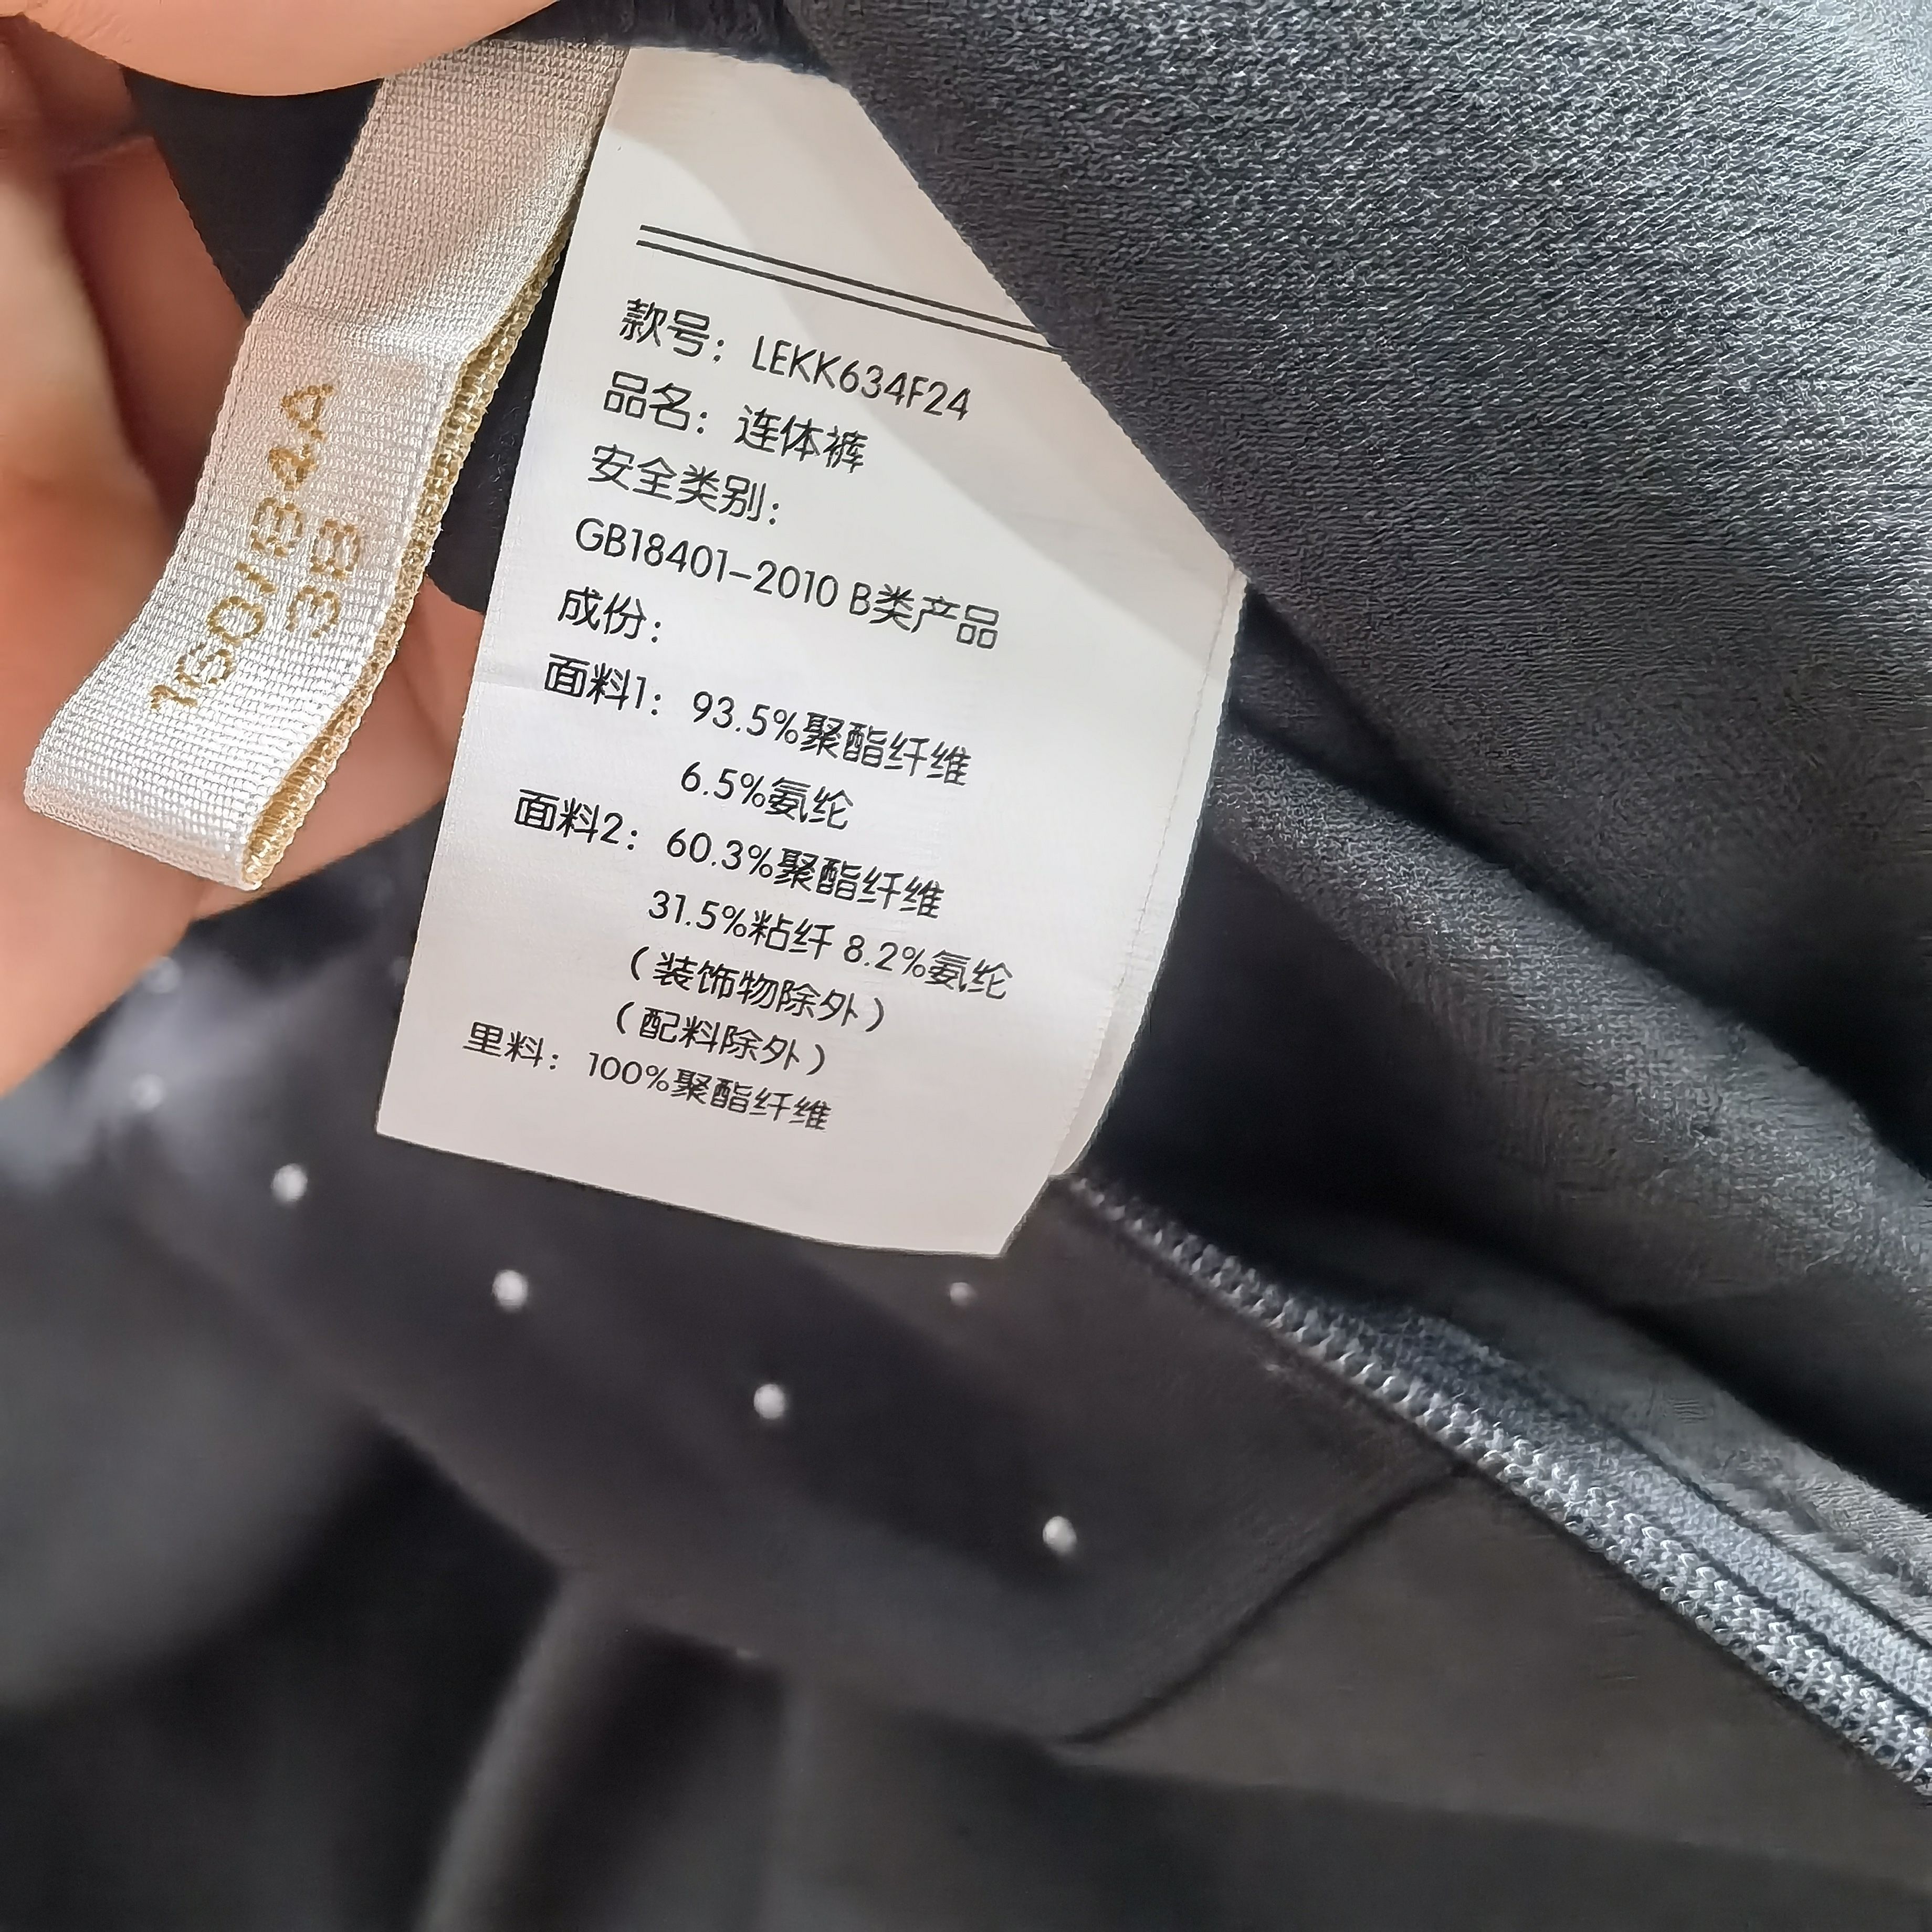 160/84A
38
款号：LEKK634F24
品名：连体裤
安全类别：
GB18401-2010 B类产品
成份：
面料1：93.5%聚酯纤维
6.5%氨纶
面料2：60.3%聚酯纤维
31.5%粘纤 8.2%氨纶
（装饰物除外）
（配料除外）
里料：100%聚酯纤维